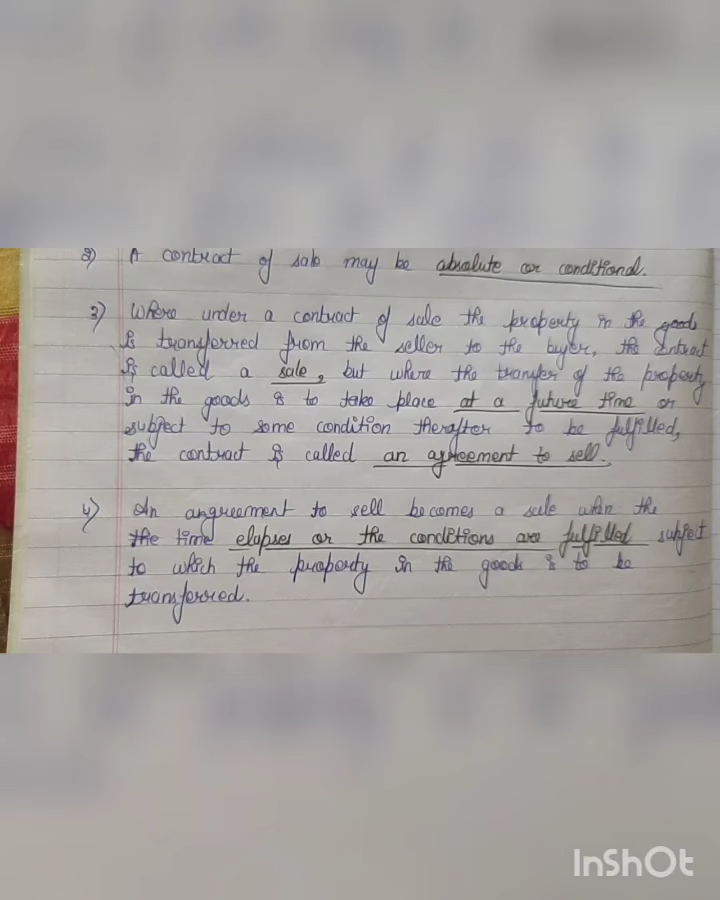 2) A contract of sale may be absolute or conditional.
3) Where under a contract of sale the property in the goods
is transferred from the seller to the buyer, the contract
is called a sale, but where the transfer of the property
in the goods is to take place at a future time or
subject to some condition therafter to be fulfilled,
the contract is called an agreement to sell.
4) An angreement to sell becomes a sale when the
the time elapses or the conditions are fulfilled subject
to which the property in the goods is to be
transferred.
InShOt